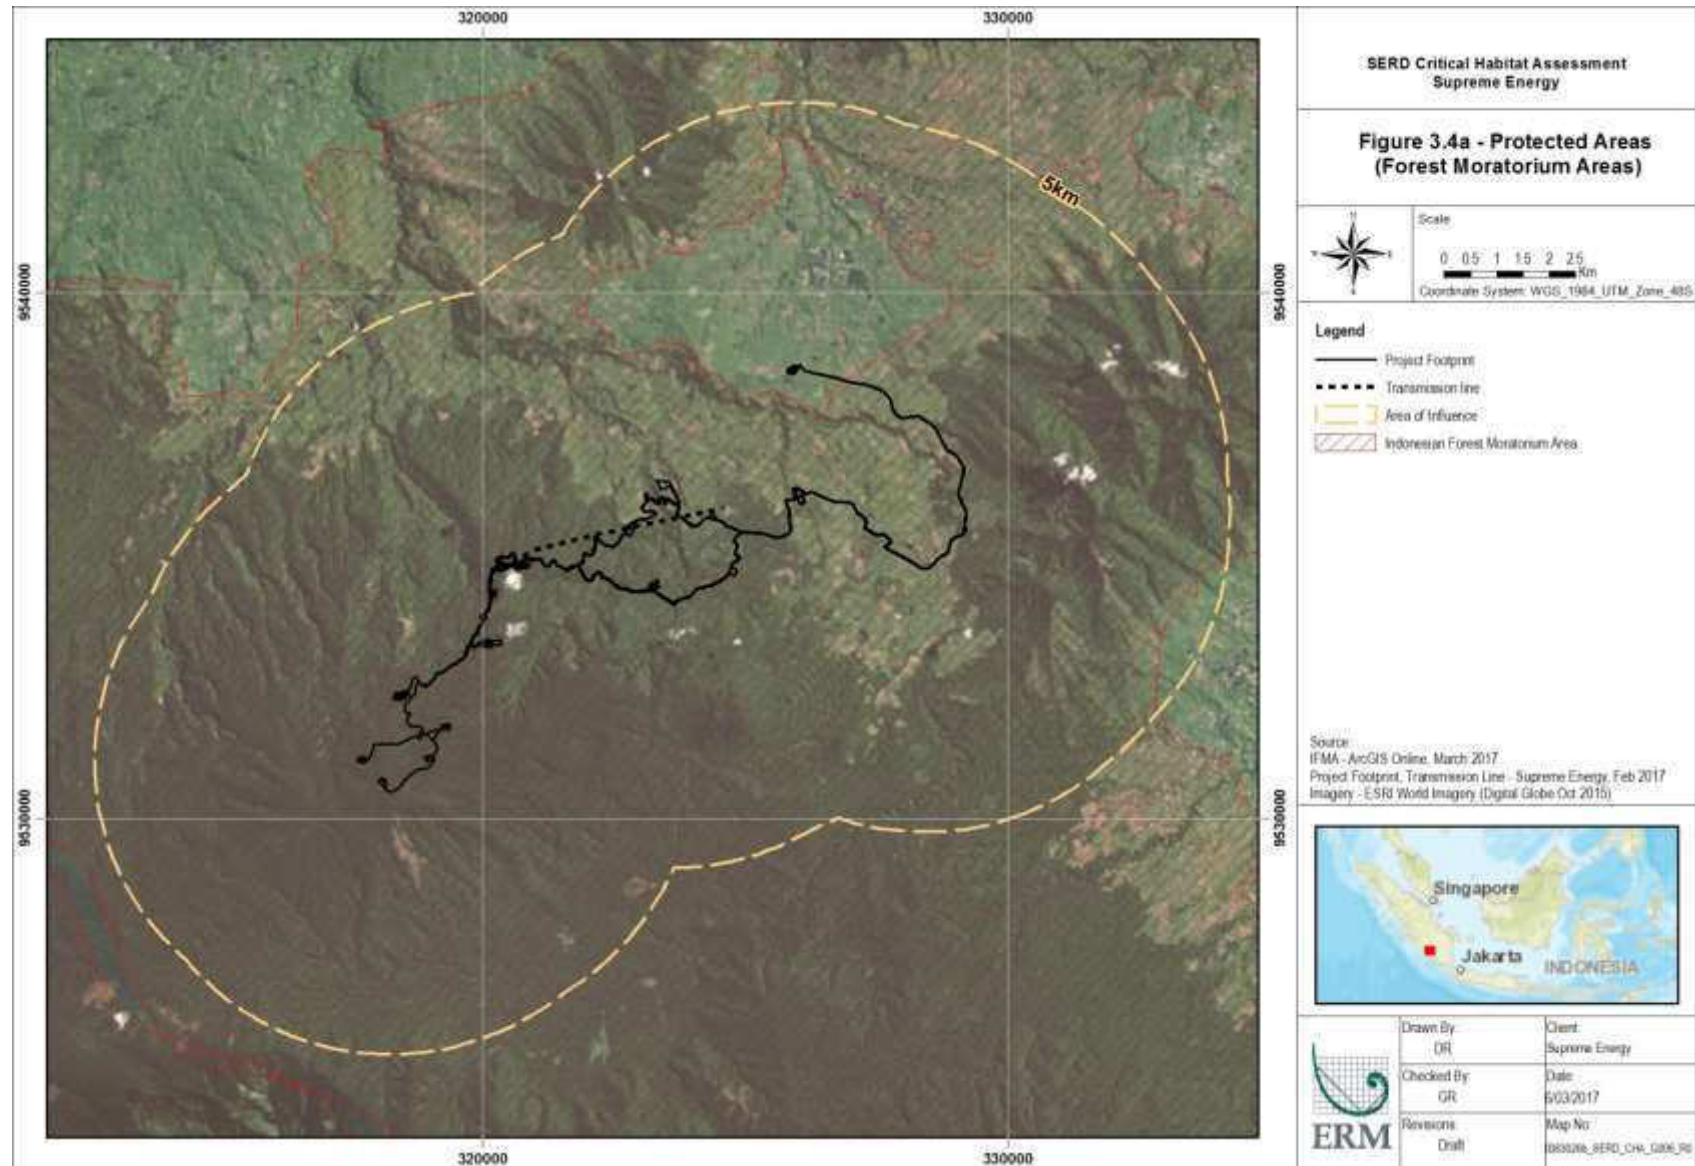 320000
330000
9540000
9540000
9530000
9530000
5km
320000
330000
SERD Critical Habitat Assessment
Supreme Energy
Figure 3.4a - Protected Areas
(Forest Moratorium Areas)
N
Scale
0 0.5 1 1.5 2 2.5
Km
Coordinate System: WGS_1984_UTM_Zone_48S
Legend
Project Footprint
Transmission line
Area of Influence
Indonesian Forest Moratorium Area
Source
IFMA - ArcGIS Online, March 2017
Project Footprint, Transmission Line - Supreme Energy, Feb 2017
Imagery - ESRI World Imagery (Digital Globe Oct 2015)
Singapore
Jakarta
INDONESIA
ERM
Drawn By
DR
Client
Supreme Energy
Checked By
GR
Date
Revisions
Draft
Map No